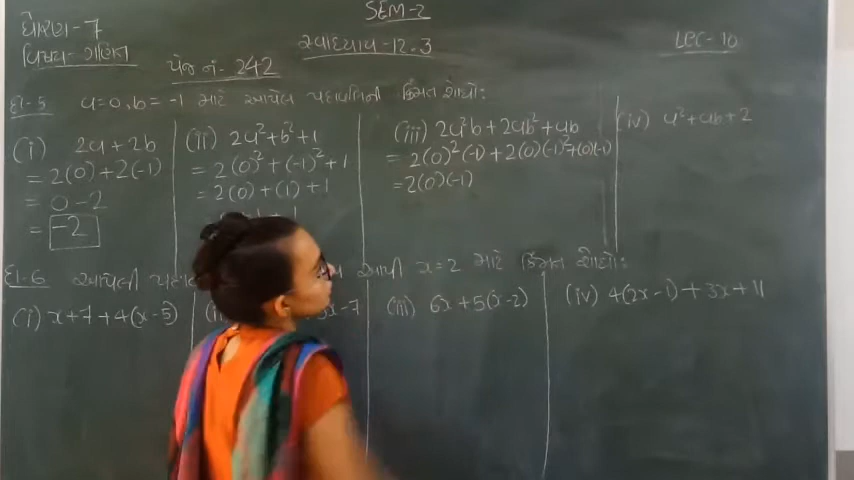 SEM-2
ધોરણ-7
વિષય- ગણિત
સ્વાધ્યાય-12.3
LEC-10
પેજ નં- 242
દા-5 a=0, b=-1 માટે આપેલ પદાવલિની કિંમત શોધો:
(i) 2a+2b
= 2(0)+2(-1)
= 0-2
= -2
(ii) 2a²+b²+1
= 2(0)²+(-1)²+1
= 2(0)+(1)+1
(iii) 2a²b+2ab²+ab
= 2(0)²(-1)+2(0)(-1)²+(0)(-1)
= 2(0)(-1)
(iv) a²+ab+2
દા-6 આપેલી આપી x=2 માટે કિંમત શોધો:
(i) x+7+4(x-5)
x-7
(iii) 6x+5(x-2)
(iv) 4(2x-1)+3x+11